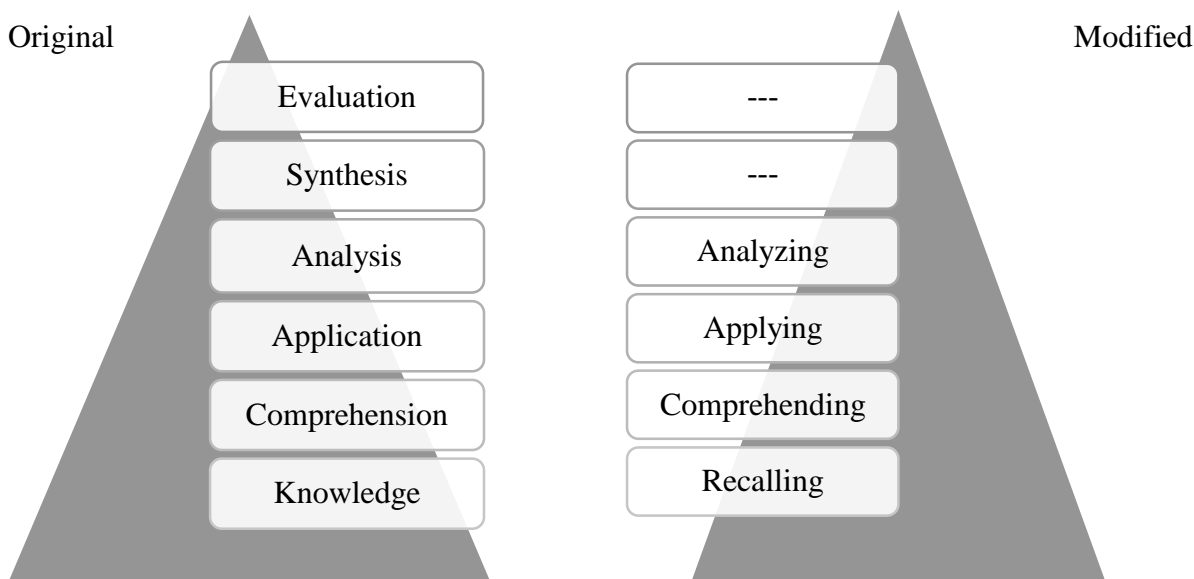 Original
Modified
Evaluation
Synthesis
Analysis
Application
Comprehension
Knowledge
---
---
Analyzing
Applying
Comprehending
Recalling